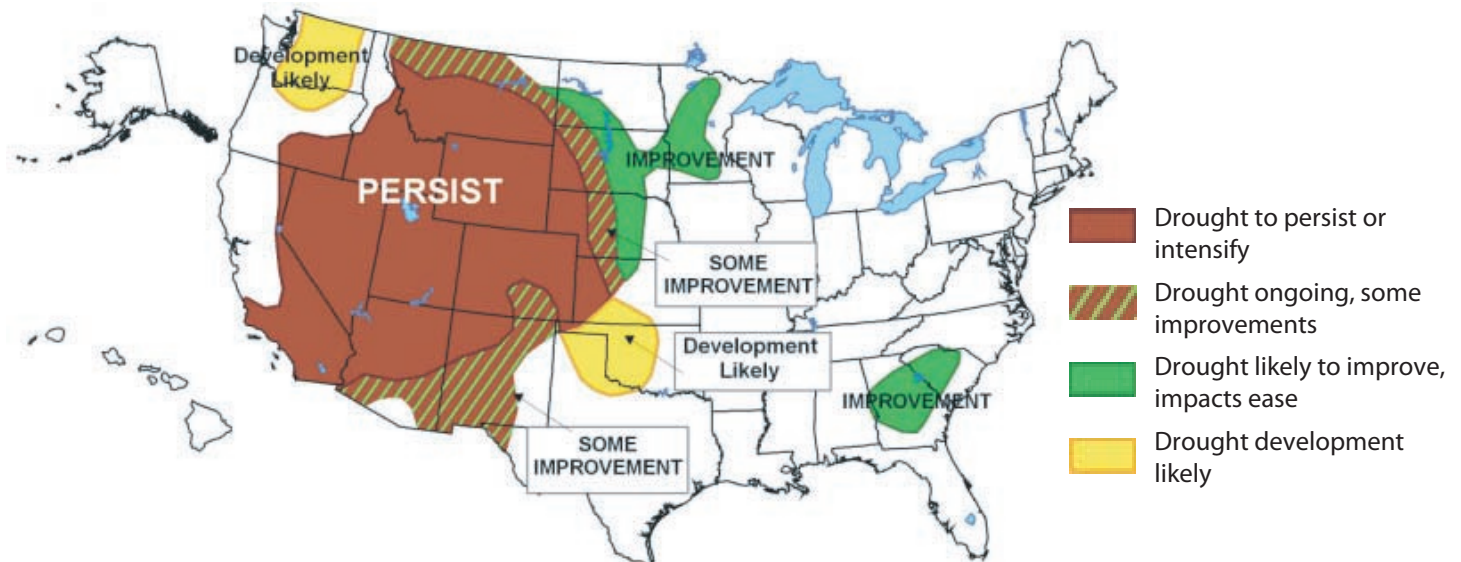 Development
Likely
PERSIST
IMPROVEMENT
SOME
IMPROVEMENT
Development
Likely
IMPROVEMENT
SOME
IMPROVEMENT
Drought to persist or
intensify
Drought ongoing, some
improvements
Drought likely to improve,
impacts ease
Drought development
likely